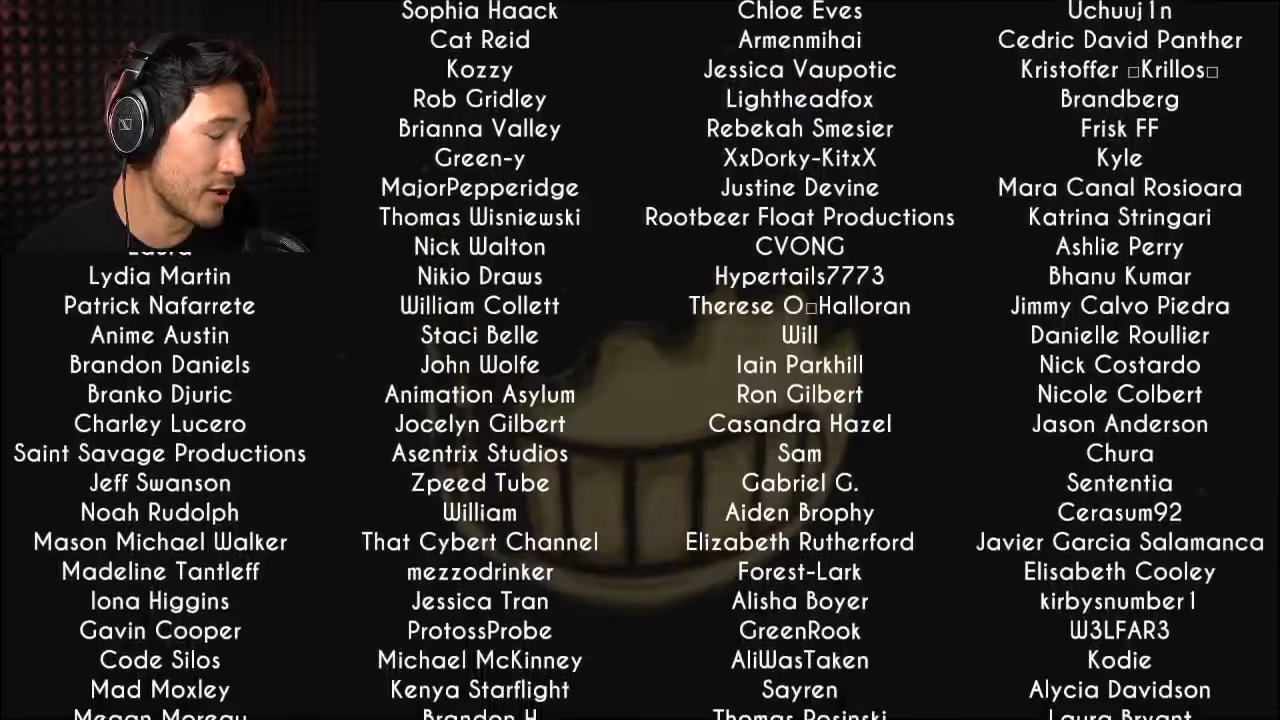 Laura
Lydia Martin
Patrick Nafarrete
Anime Austin
Brandon Daniels
Branko Djuric
Charley Lucero
Saint Savage Productions
Jeff Swanson
Noah Rudolph
Mason Michael Walker
Madeline Tantleff
Iona Higgins
Gavin Cooper
Code Silos
Mad Moxley
Megan Moreau
Sophia Haack
Cat Reid
Kozzy
Rob Gridley
Brianna Valley
Green-y
MajorPepperidge
Thomas Wisniewski
Nick Walton
Nikio Draws
William Collett
Staci Belle
John Wolfe
Animation Asylum
Jocelyn Gilbert
Asentrix Studios
Zpeed Tube
William
That Cybert Channel
mezzodrinker
Jessica Tran
ProtossProbe
Michael McKinney
Kenya Starflight
Brandon H.
Chloe Eves
Armenmihai
Jessica Vaupotic
Lightheadfox
Rebekah Smesier
XxDorky-KitxX
Justine Devine
Rootbeer Float Productions
CVONG
Hypertails7773
Therese O□Halloran
Will
Iain Parkhill
Ron Gilbert
Casandra Hazel
Sam
Gabriel G.
Aiden Brophy
Elizabeth Rutherford
Forest-Lark
Alisha Boyer
GreenRook
AliWasTaken
Sayren
Thomas Rosinski
Uchuuj1n
Cedric David Panther
Kristoffer □Krillos□
Brandberg
Frisk FF
Kyle
Mara Canal Rosioara
Katrina Stringari
Ashlie Perry
Bhanu Kumar
Jimmy Calvo Piedra
Danielle Roullier
Nick Costardo
Nicole Colbert
Jason Anderson
Chura
Sententia
Cerasum92
Javier Garcia Salamanca
Elisabeth Cooley
kirbysnumber1
W3LFAR3
Kodie
Alycia Davidson
Laura Bryant